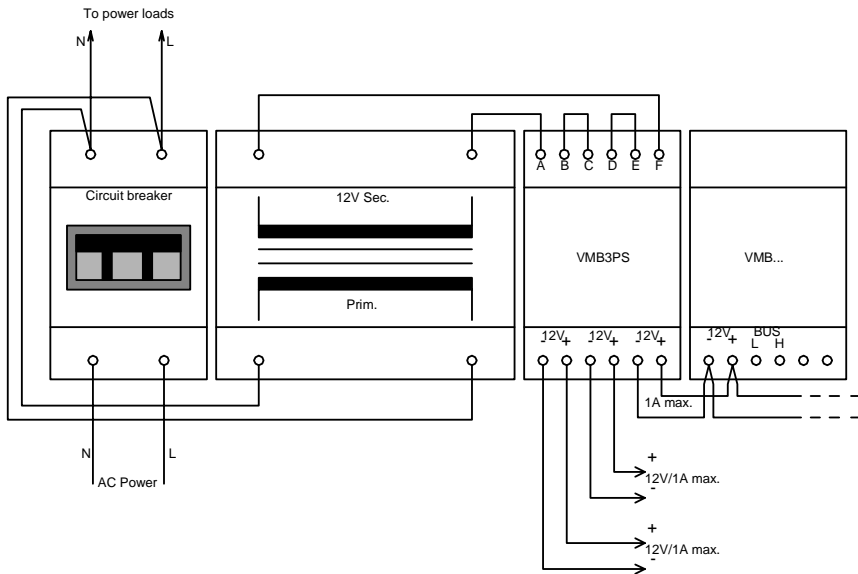 To power loads
N L
A B C D E F
Circuit breaker
12V Sec.
VMB3PS
VMB...
Prim.
12V 12V 12V
- + - + - +
12V BUS
- + L H
1A max.
N L
AC Power
+
12V/1A max.
-
+
12V/1A max.
-